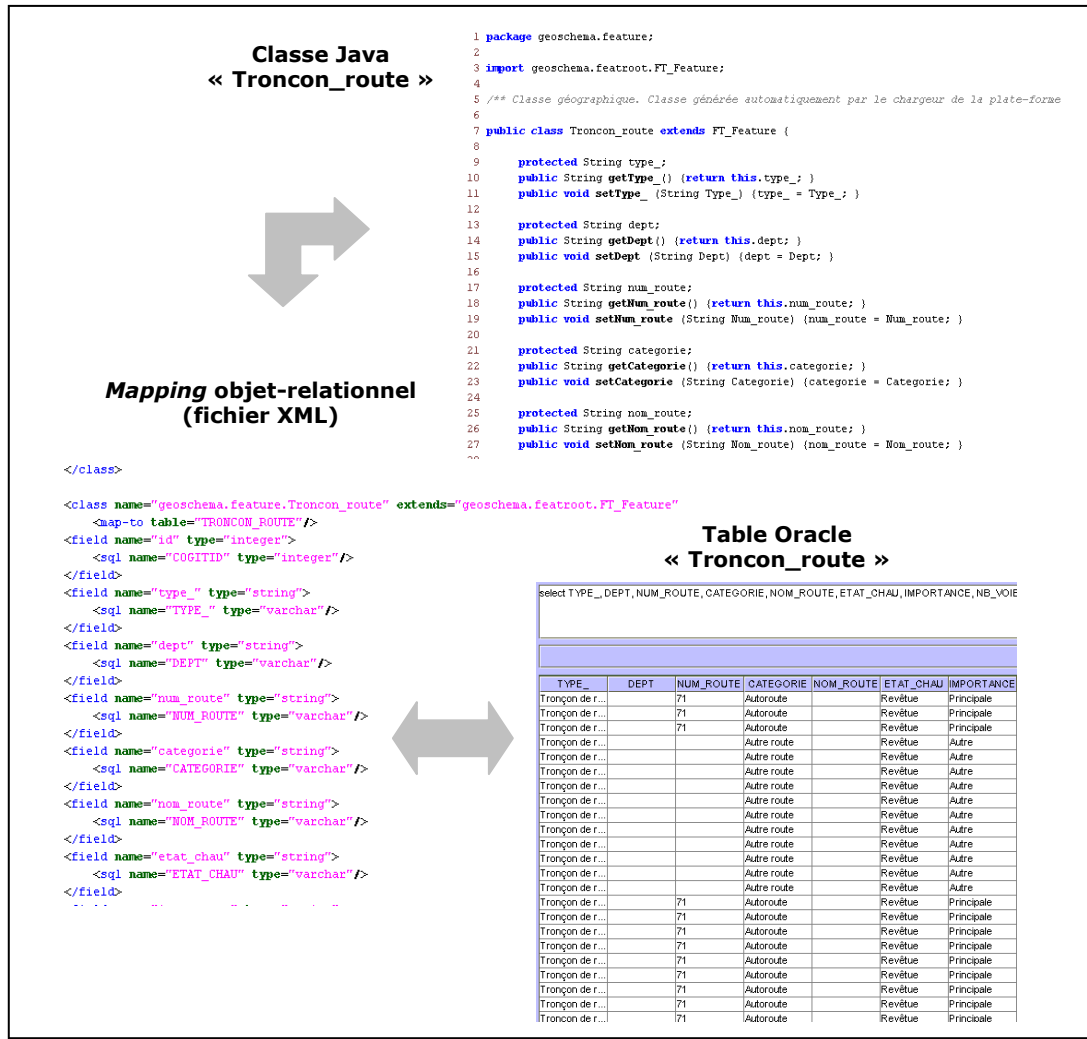 Classe Java
« Troncon_route »
1 package geoschema.feature;
2
3 import geoschema.featroot.FT_Feature;
4
5 /** Classe géographique. Classe générée automatiquement par le chargeur de la plate-forme
6
7 public class Troncon_route extends FT_Feature {
8
9 protected String type_;
10 public String getType_() {return this.type_; }
11 public void setType_ (String Type_) {type_ = Type_; }
12
13 protected String dept;
14 public String getDept() {return this.dept; }
15 public void setDept (String Dept) {dept = Dept; }
16
17 protected String num_route;
18 public String getNum_route() {return this.num_route; }
19 public void setNum_route (String Num_route) {num_route = Num_route; }
20
21 protected String categorie;
22 public String getCategorie() {return this.categorie; }
23 public void setCategorie (String Categorie) {categorie = Categorie; }
24
25 protected String nom_route;
26 public String getNom_route() {return this.nom_route; }
27 public void setNom_route (String Nom_route) {nom_route = Nom_route; }
Mapping objet-relationnel
(fichier XML)
</class>
<class name="geoschema.feature.Troncon_route" extends="geoschema.featroot.FT_Feature"
<map-to table="TRONCON_ROUTE"/>
<field name="id" type="integer">
<sql name="COGITID" type="integer"/>
</field>
<field name="type_" type="string">
<sql name="TYPE_" type="varchar"/>
</field>
<field name="dept" type="string">
<sql name="DEPT" type="varchar"/>
</field>
<field name="num_route" type="string">
<sql name="NUM_ROUTE" type="varchar"/>
</field>
<field name="categorie" type="string">
<sql name="CATEGORIE" type="varchar"/>
</field>
<field name="nom_route" type="string">
<sql name="NOM_ROUTE" type="varchar"/>
</field>
<field name="etat_chau" type="string">
<sql name="ETAT_CHAU" type="varchar"/>
</field>
Table Oracle
« Troncon_route »
select TYPE_, DEPT, NUM_ROUTE, CATEGORIE, NOM_ROUTE, ETAT_CHAU, IMPORTANCE, NB_VOIE
TYPE_ DEPT NUM_ROUTE CATEGORIE NOM_ROUTE ETAT_CHAU IMPORTANCE
Tronçon de r... 71 Autoroute Revêtue Principale
Tronçon de r... 71 Autoroute Revêtue Principale
Tronçon de r... 71 Autoroute Revêtue Principale
Tronçon de r... Autre route Revêtue Autre
Tronçon de r... Autre route Revêtue Autre
Tronçon de r... Autre route Revêtue Autre
Tronçon de r... Autre route Revêtue Autre
Tronçon de r... Autre route Revêtue Autre
Tronçon de r... Autre route Revêtue Autre
Tronçon de r... Autre route Revêtue Autre
Tronçon de r... Autre route Revêtue Autre
Tronçon de r... Autre route Revêtue Autre
Tronçon de r... Autre route Revêtue Autre
Tronçon de r... Autre route Revêtue Autre
Tronçon de r... 71 Autoroute Revêtue Principale
Tronçon de r... 71 Autoroute Revêtue Principale
Tronçon de r... 71 Autoroute Revêtue Principale
Tronçon de r... 71 Autoroute Revêtue Principale
Tronçon de r... 71 Autoroute Revêtue Principale
Tronçon de r... 71 Autoroute Revêtue Principale
Tronçon de r... 71 Autoroute Revêtue Principale
Tronçon de r... 71 Autoroute Revêtue Principale
Tronçon de r... 71 Autoroute Revêtue Principale